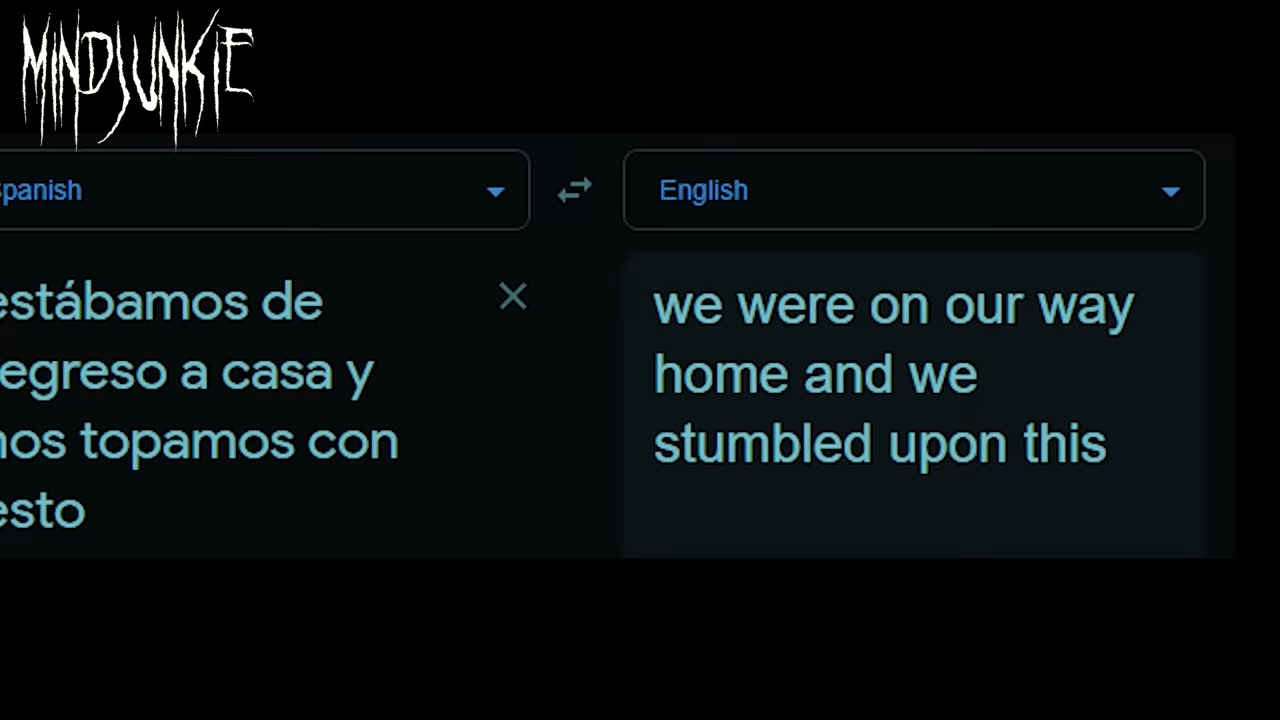 MINDJUNKIE
Spanish
English
estábamos de
egreso a casa y
nos topamos con
esto
we were on our way
home and we
stumbled upon this